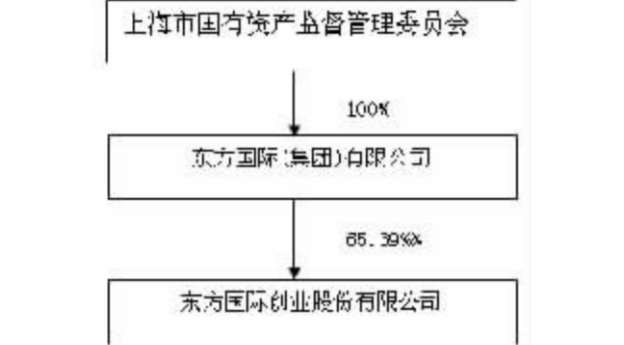 上海市国有资产监督管理委员会
100%
东方国际(集团)有限公司
65.39%%
东方国际创业股份有限公司